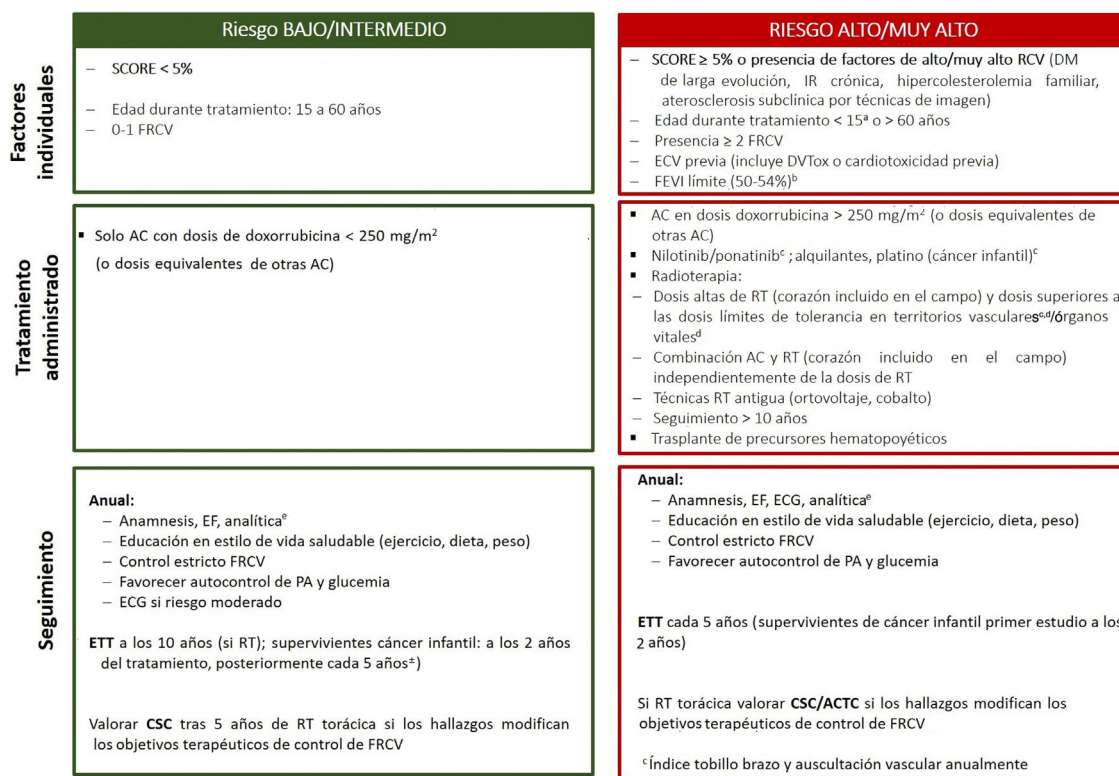 Riesgo BAJO/INTERMEDIO
Factores
individuales
– SCORE < 5%
– Edad durante tratamiento: 15 a 60 años
– 0-1 FRCV
RIESGO ALTO/MUY ALTO
– SCORE ≥ 5% o presencia de factores de alto/muy alto RCV (DM
de larga evolución, IR crónica, hipercolesterolemia familiar,
aterosclerosis subclínica por técnicas de imagen)
– Edad durante tratamiento < 15ª o > 60 años
– Presencia ≥ 2 FRCV
– ECV previa (incluye DVTox o cardiotoxicidad previa)
– FEVI límite (50-54%)ᵇ
Tratamiento
administrado
▪ Solo AC con dosis de doxorrubicina < 250 mg/m²
(o dosis equivalentes de otras AC)
▪ AC en dosis doxorrubicina > 250 mg/m² (o dosis equivalentes de
otras AC)
▪ Nilotinib/ponatinibᶜ ; alquilantes, platino (cáncer infantil)ᶜ
▪ Radioterapia:
– Dosis altas de RT (corazón incluido en el campo) y dosis superiores a
las dosis límites de tolerancia en territorios vascularesᶜ,ᵈ/órganos
vitalesᵈ
– Combinación AC y RT (corazón incluido en el campo)
independientemente de la dosis de RT
– Técnicas RT antigua (ortovoltaje, cobalto)
– Seguimiento > 10 años
▪ Trasplante de precursores hematopoyéticos
Seguimiento
Anual:
– Anamnesis, EF, analíticaᵉ
– Educación en estilo de vida saludable (ejercicio, dieta, peso)
– Control estricto FRCV
– Favorecer autocontrol de PA y glucemia
– ECG si riesgo moderado
ETT a los 10 años (si RT); supervivientes cáncer infantil: a los 2 años
del tratamiento, posteriormente cada 5 años±)
Valorar CSC tras 5 años de RT torácica si los hallazgos modifican
los objetivos terapéuticos de control de FRCV
Anual:
– Anamnesis, EF, ECG, analíticaᵉ
– Educación en estilo de vida saludable (ejercicio, dieta, peso)
– Control estricto FRCV
– Favorecer autocontrol de PA y glucemia
ETT cada 5 años (supervivientes de cáncer infantil primer estudio a los
2 años)
Si RT torácica valorar CSC/ACTC si los hallazgos modifican los
objetivos terapéuticos de control de FRCV
ᶜÍndice tobillo brazo y auscultación vascular anualmente